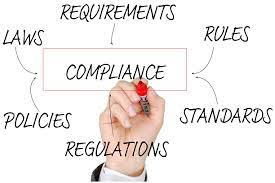 REQUIREMENTS
LAWS
RULES
COMPLIANCE
POLICIES
STANDARDS
REGULATIONS